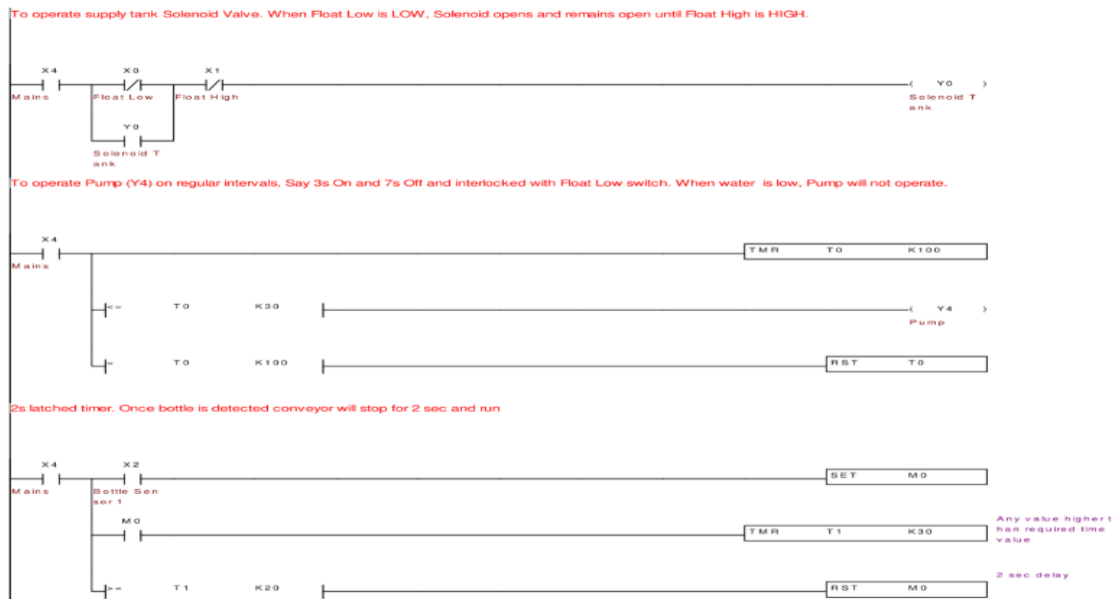 To operate supply tank Solenoid Valve. When Float Low is LOW, Solenoid opens and remains open until Float High is HIGH.
X4 X0 X1
( Y0 )
Mains Float Low Float High
Solenoid T
ank
Y0
Solenoid T
ank
To operate Pump (Y4) on regular intervals, Say 3s On and 7s Off and interlocked with Float Low switch. When water is low, Pump will not operate.
X4
Mains
TMR T0 K100
<= T0 K30
( Y4 )
Pump
= T0 K100
RST T0
2s latched timer. Once bottle is detected conveyor will stop for 2 sec and run
X4 X2
Mains
Bottle Sen
sor 1
SET M0
M0
TMR T1 K30
Any value higher t
han required time
value
2 sec delay
>= T1 K20
RST M0